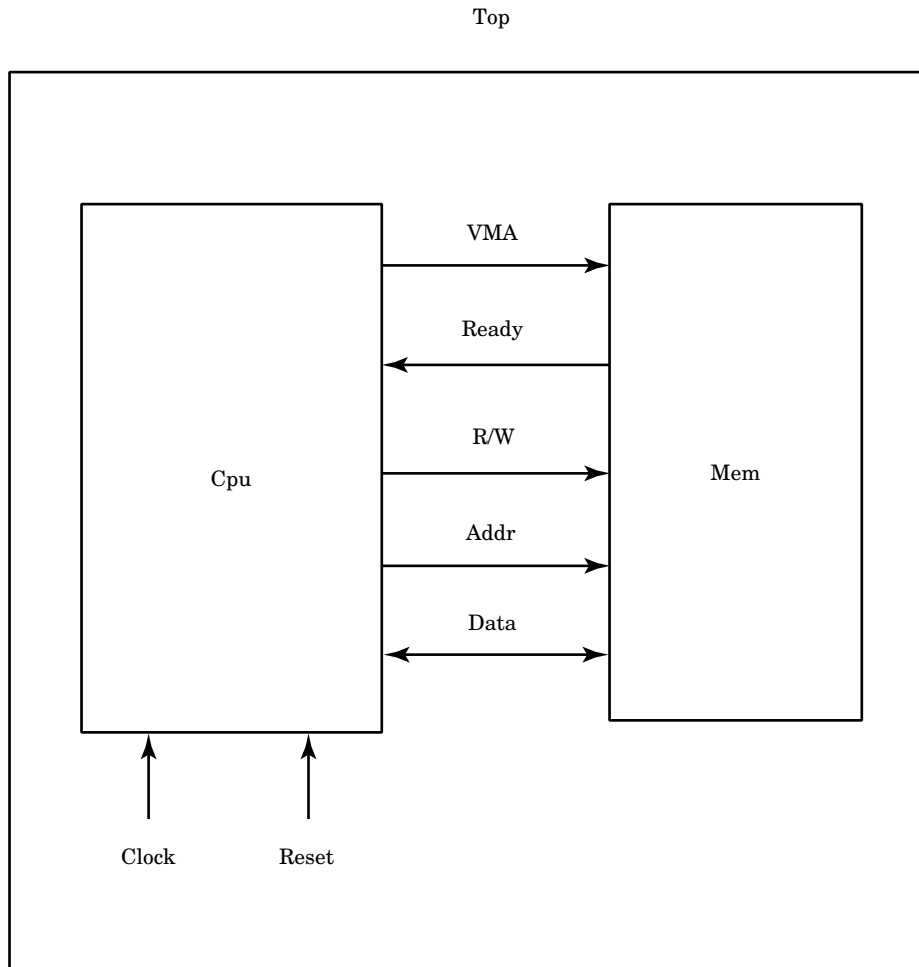 Top
VMA
Ready
R/W
Cpu
Mem
Addr
Data
Clock
Reset